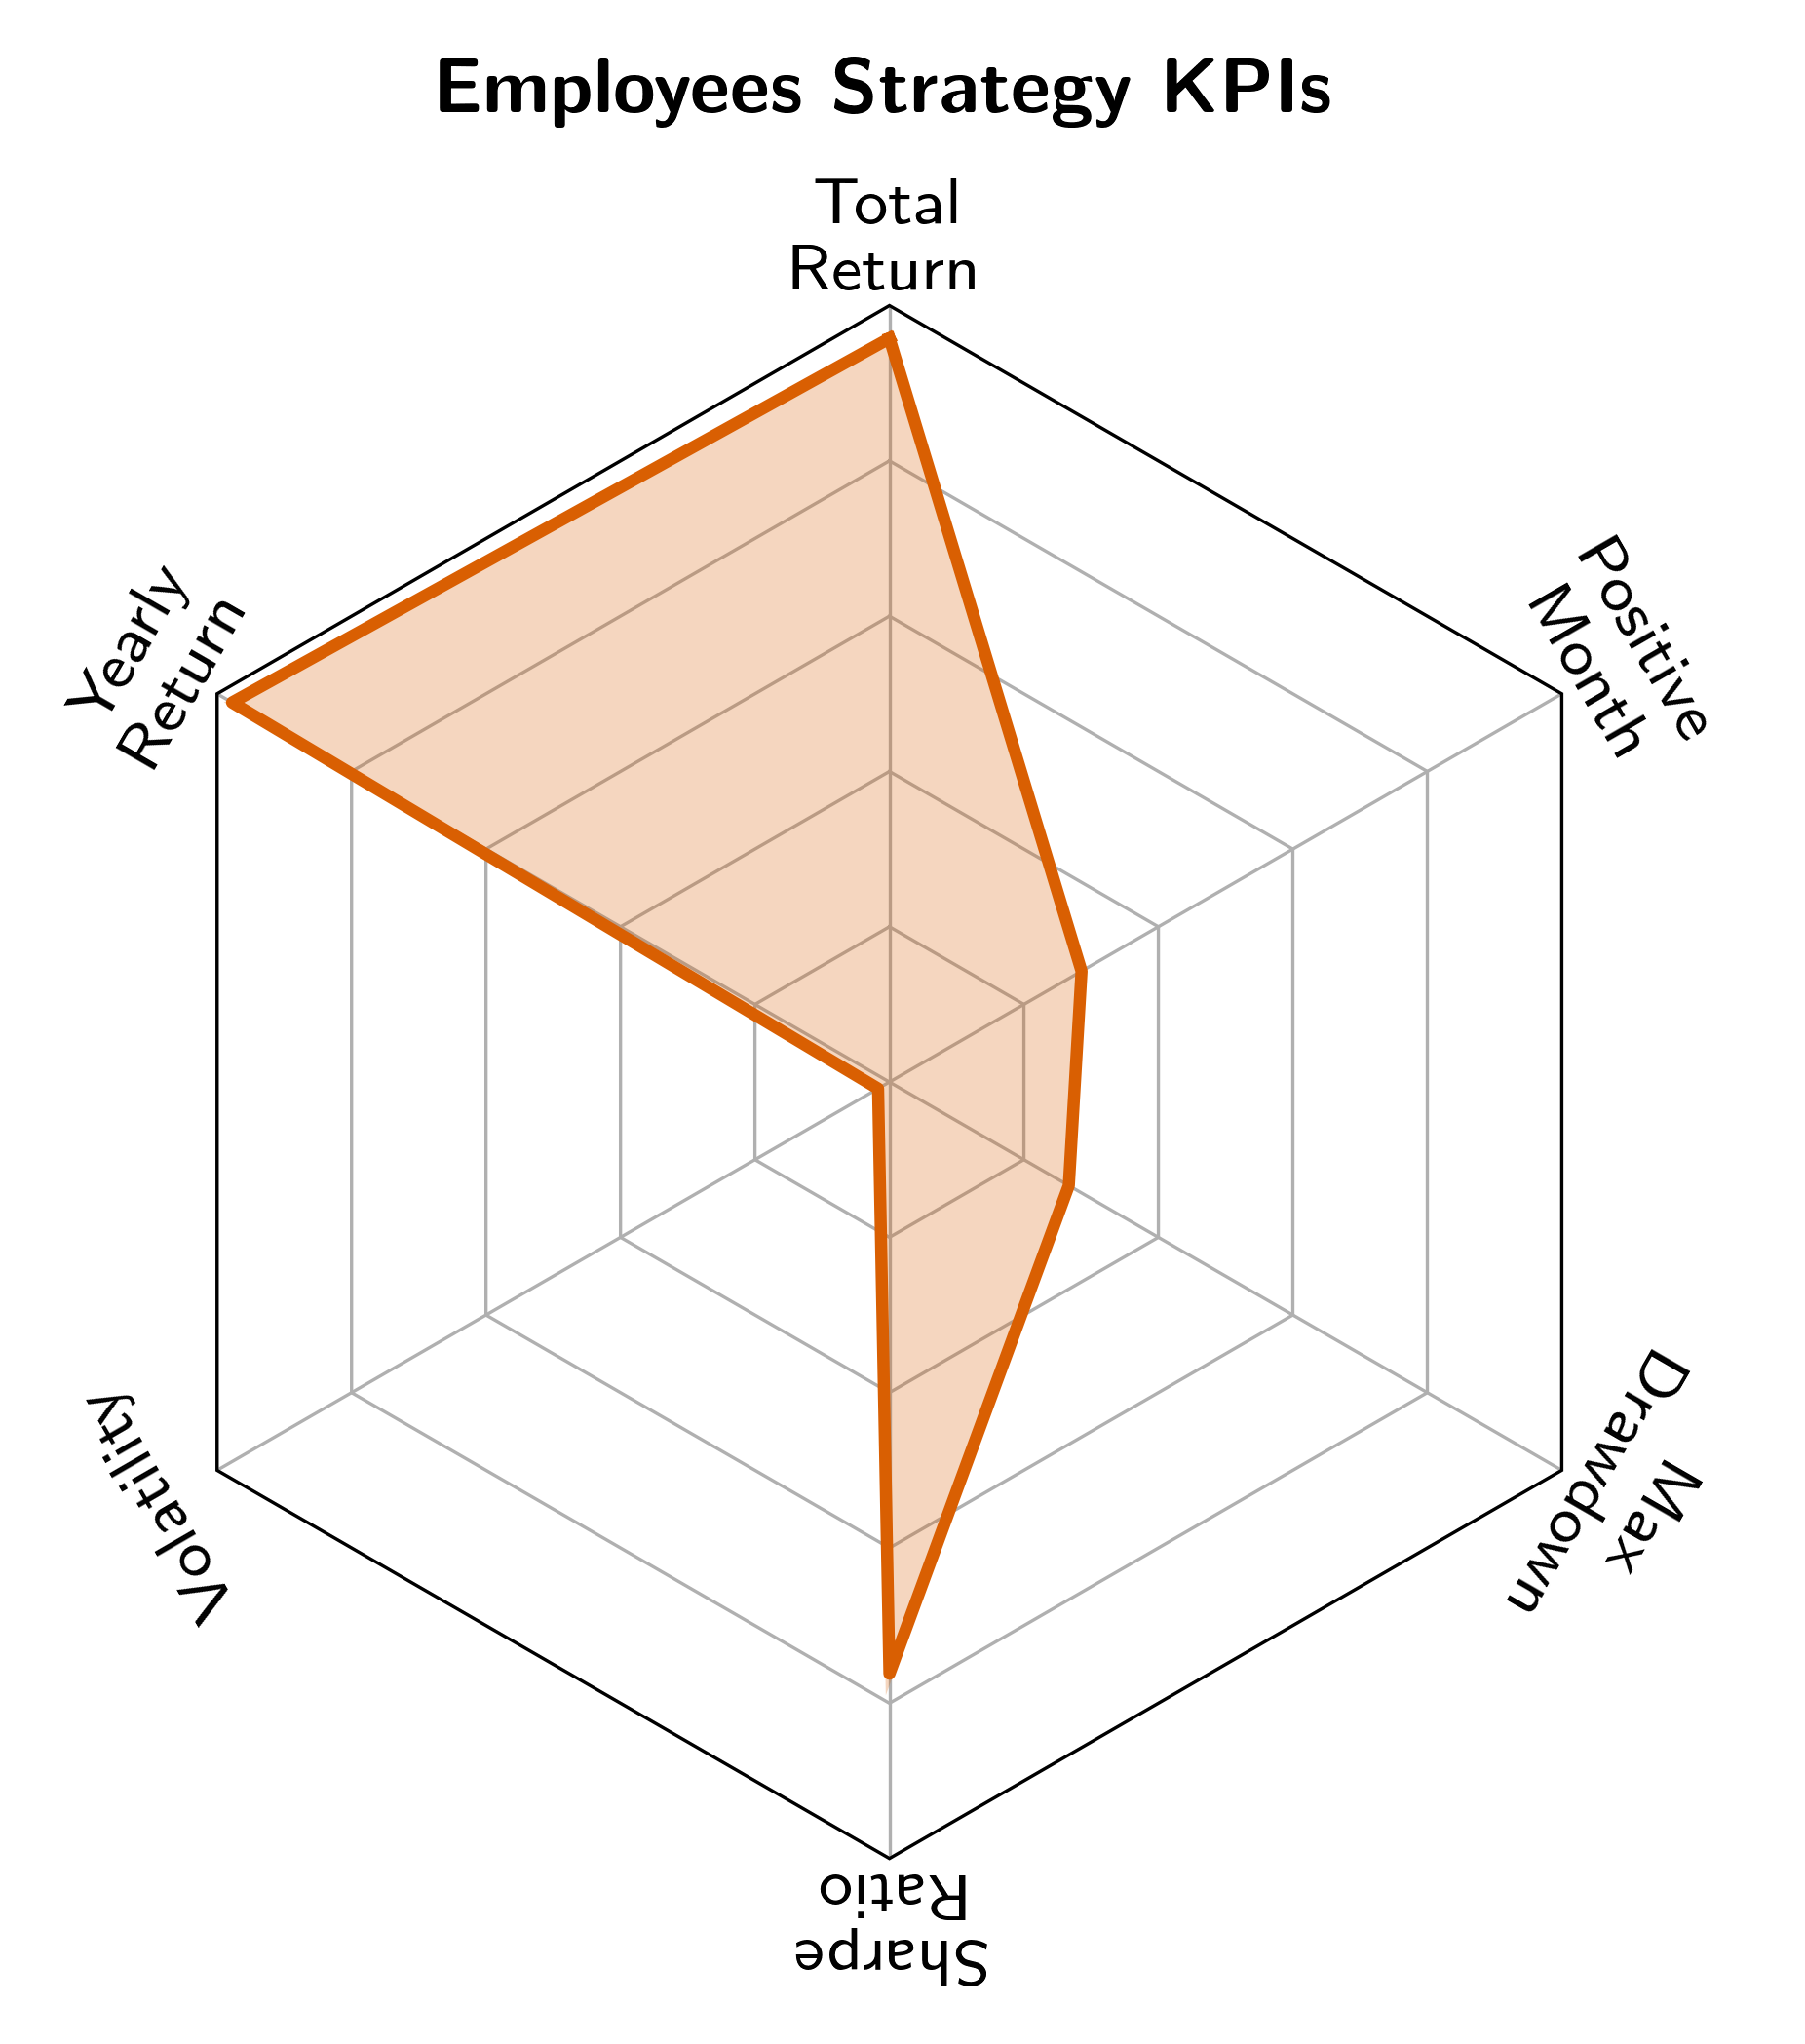 Employees Strategy KPIs
Total
Return
Positive
Month
Yearly
Return
Max
Drawdown
Volatility
Sharpe
Ratio